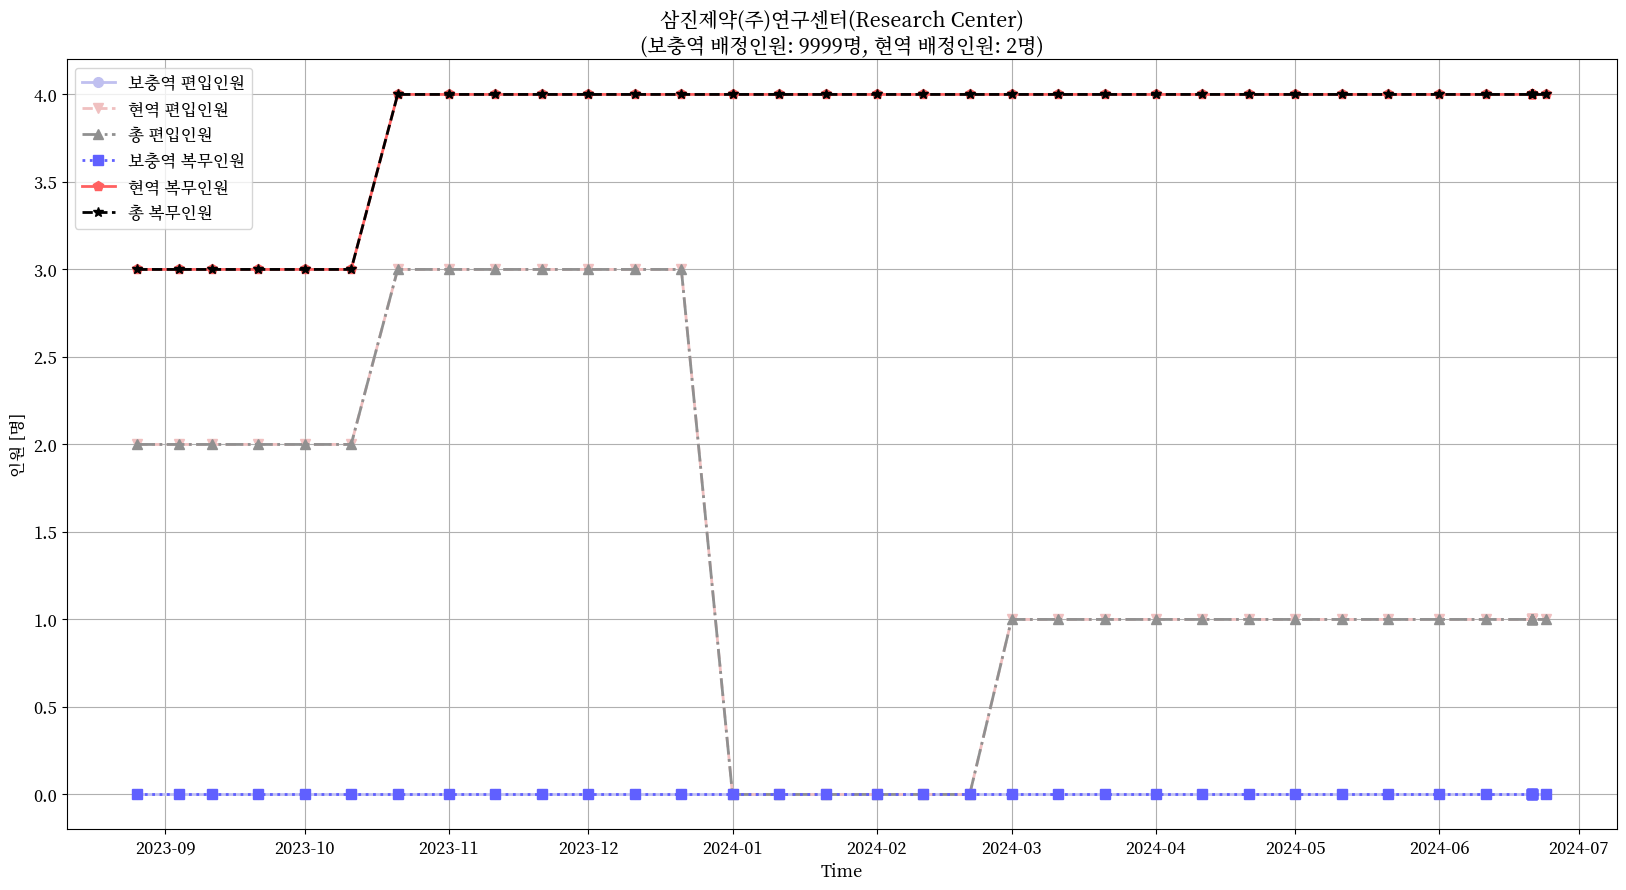 삼진제약(주)연구센터(Research Center)
(보충역 배정인원: 9999명, 현역 배정인원: 2명)
보충역 편입인원
현역 편입인원
총 편입인원
보충역 복무인원
현역 복무인원
총 복무인원
인원 [명]
4.0
3.5
3.0
2.5
2.0
1.5
1.0
0.5
0.0
2023-09 2023-10 2023-11 2023-12 2024-01 2024-02 2024-03 2024-04 2024-05 2024-06 2024-07
Time